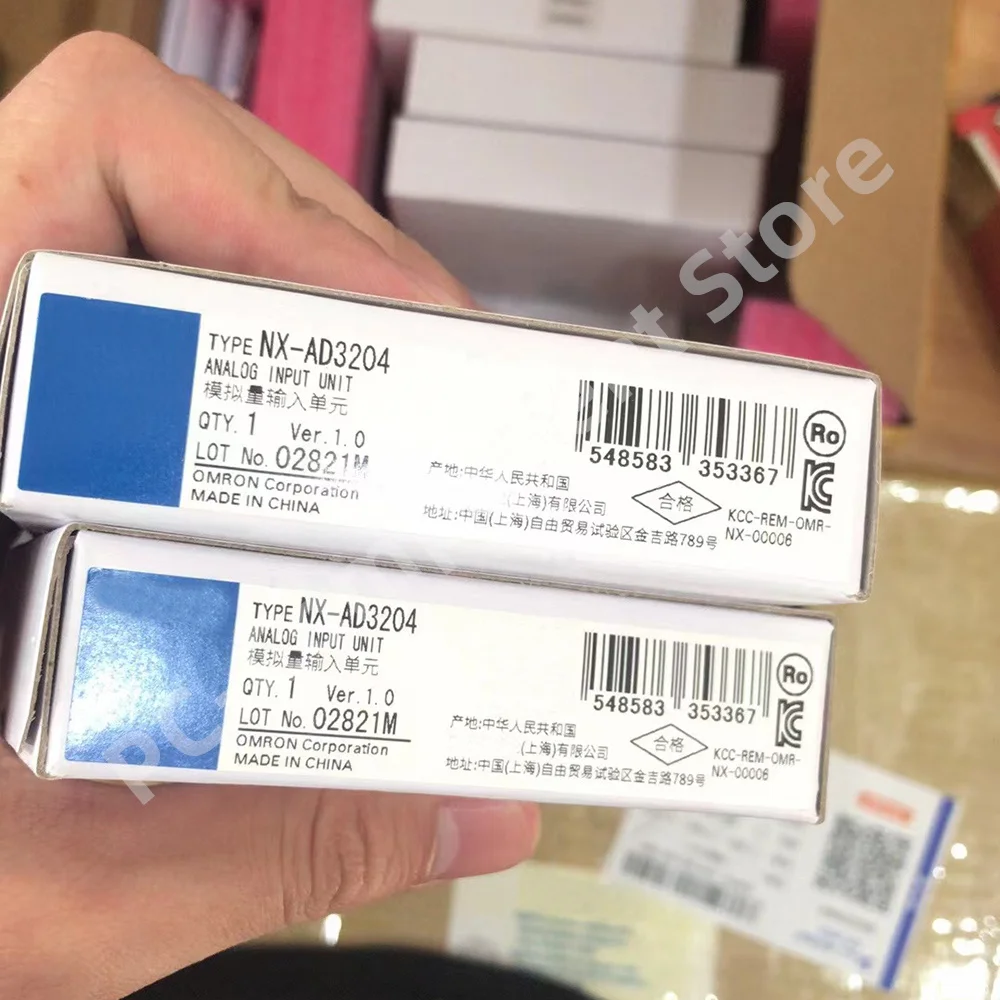 TYPE NX-AD3204
ANALOG INPUT UNIT
模拟量输入单元
QTY. 1 Ver.1.0
LOT No. 02821M
OMRON Corporation
MADE IN CHINA
产地:中华人民共和国
(上海)有限公司
地址:中国(上海)自由贸易试验区金吉路789号
合格
548583 353367
Ro
KCC-REM-OMR-
NX-00006
TYPE NX-AD3204
ANALOG INPUT UNIT
模拟量输入单元
QTY. 1 Ver.1.0
LOT No. 02821M
OMRON Corporation
MADE IN CHINA
产地:中华人民共和国
.(上海)有限公司
地址:中国(上海)自由贸易试验区金吉路789号
合格
548583 353367
Ro
KCC-REM-OMR-
NX-00006
Store